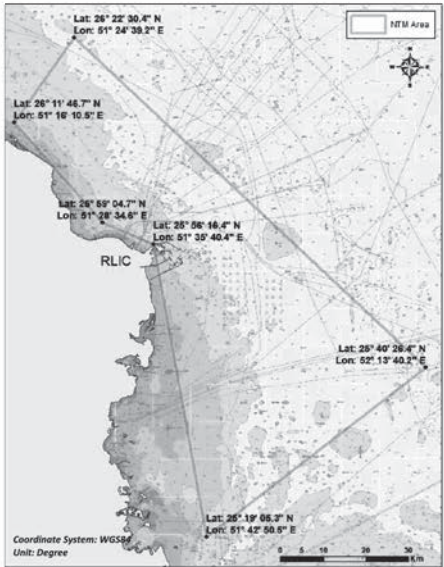 Lat: 26° 22' 30.4" N
Lon: 51° 24' 39.2" E
NTM Area
Lat: 26° 11' 46.7" N
Lon: 51° 16' 10.5" E
Lat: 25° 59' 04.7" N
Lon: 51° 28' 34.6" E
Lat: 25° 56' 16.4" N
Lon: 51° 35' 40.4" E
RLIC
Lat: 25° 40' 26.4" N
Lon: 52° 13' 40.2" E
Lat: 25° 19' 05.3" N
Lon: 51° 42' 50.5" E
Coordinate System: WGS84
Unit: Degree
0 5 10 20 30
Km